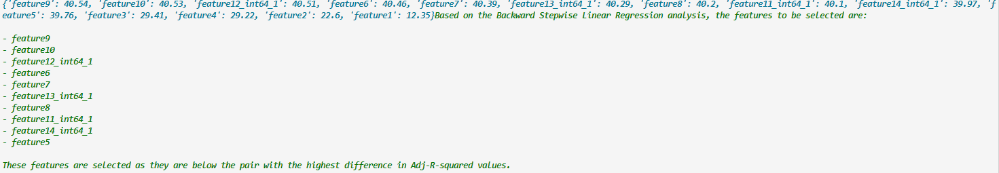 {'feature9': 40.54, 'feature10': 40.53, 'feature12_int64_1': 40.51, 'feature6': 40.46, 'feature7': 40.39, 'feature13_int64_1': 40.29, 'feature8': 40.2, 'feature11_int64_1': 40.1, 'feature14_int64_1': 39.97, 'f
eature5': 39.76, 'feature3': 29.41, 'feature4': 29.22, 'feature2': 22.6, 'feature1': 12.35}Based on the Backward Stepwise Linear Regression analysis, the features to be selected are:
- feature9
- feature10
- feature12_int64_1
- feature6
- feature7
- feature13_int64_1
- feature8
- feature11_int64_1
- feature14_int64_1
- feature5
These features are selected as they are below the pair with the highest difference in Adj-R-squared values.